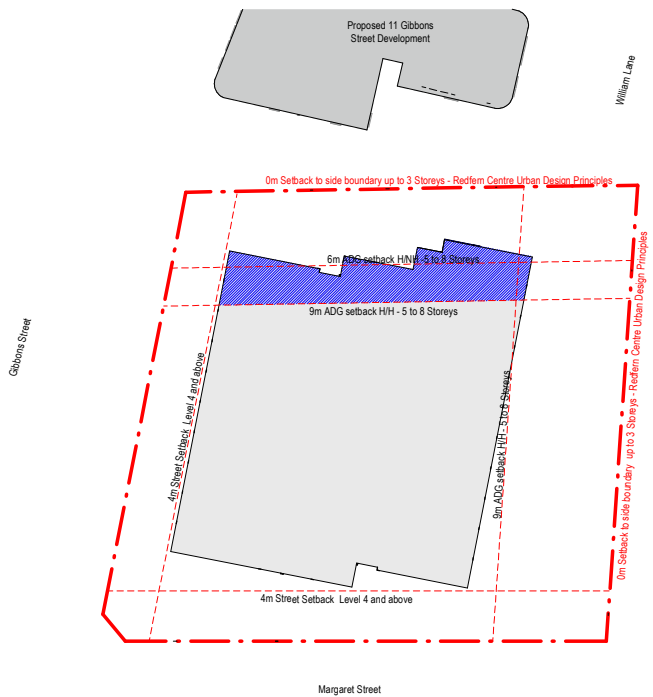 Proposed 11 Gibbons
Street Development
William Lane
0m Setback to side boundary up to 3 Storeys - Redfern Centre Urban Design Principles
6m ADG setback H/NH -5 to 8 Storeys
9m ADG setback H/H - 5 to 8 Storeys
Gibbons Street
4m Street Setback Level 4 and above
9m ADG setback H/H - 5 to 8 Storeys
0m Setback to side boundary up to 3 Storeys - Redfern Centre Urban Design Principles
4m Street Setback Level 4 and above
Margaret Street